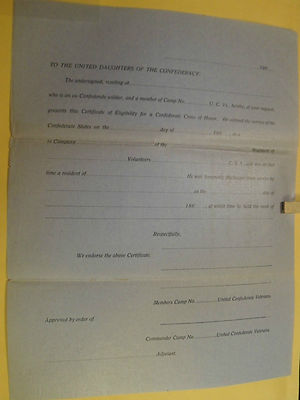 190
TO THE UNITED DAUGHTERS OF THE CONFEDERACY:
The undersigned, residing at
who is an ex-Confederate soldier, and a member of Camp No. U. C. V., hereby, at your request,
presents this Certificate of Eligibility for a Confederate Cross of Honor. He entered the service of the
Confederate States on the day of 186 , as a
in Company of the Regiment of
Volunteers C. S. A., and was at that
time a resident of He was honorably discharged from service by
on the day of
186 , at which time he held the rank of
Respectfully,
We endorse the above Certificate.
Members Camp No. United Confederate Veterans.
Approved by order of
Commander Camp No. United Confederate Veterans.
Adjutant.